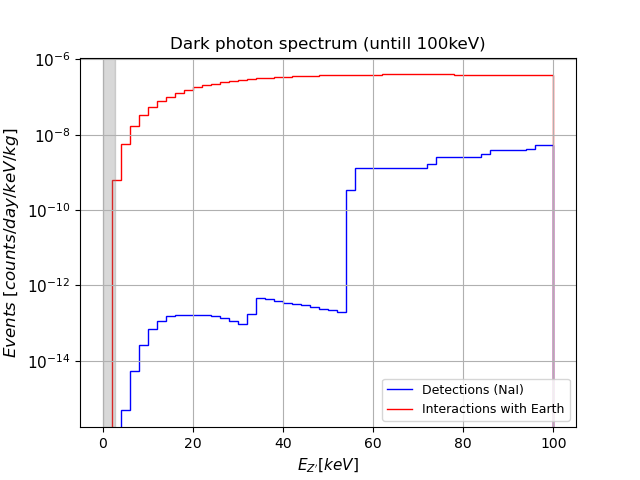 Dark photon spectrum (untill 100keV)
10⁻⁶
10⁻⁸
10⁻¹⁰
10⁻¹²
10⁻¹⁴
Events [counts/day/keV/kg]
Detections (NaI)
Interactions with Earth
0 20 40 60 80 100
E_{Z'}[keV]